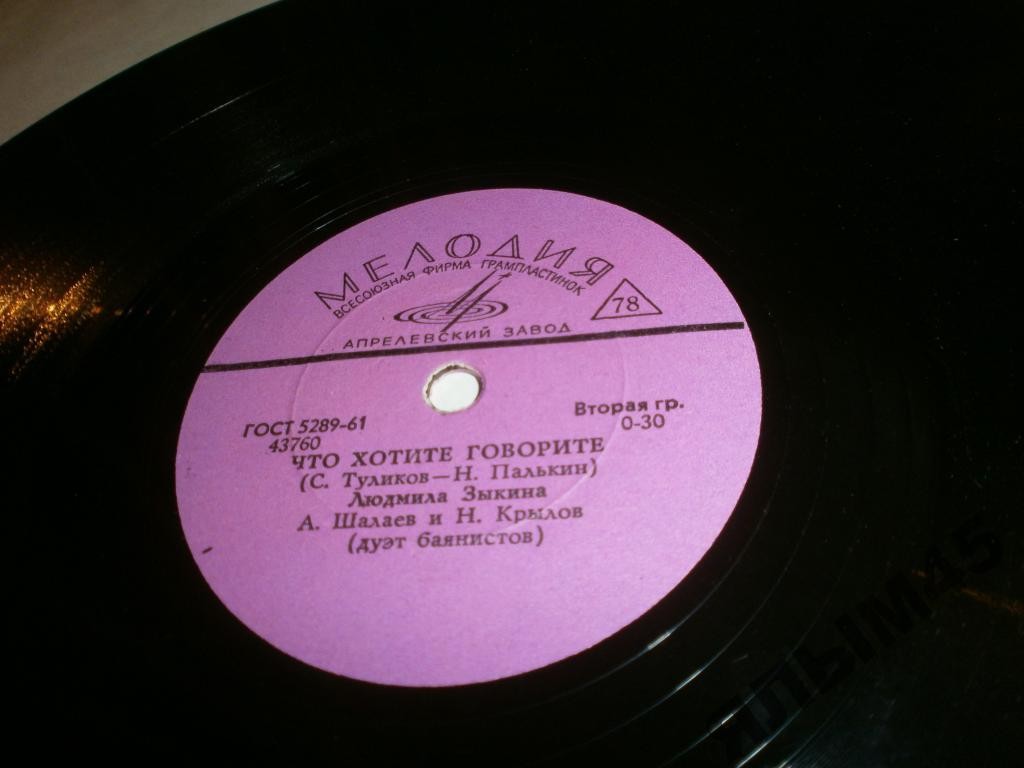 МЕЛОДИЯ
ВСЕСОЮЗНАЯ ФИРМА ГРАМПЛАСТИНОК
78
АПРЕЛЕВСКИЙ ЗАВОД
ГОСТ 5289-61
Вторая гр.
43760
0-30
ЧТО ХОТИТЕ ГОВОРИТЕ
(С. Туликов — Н. Палькин)
Людмила Зыкина
А. Шалаев и Н. Крылов
(дуэт баянистов)
ЯЛЫМ45